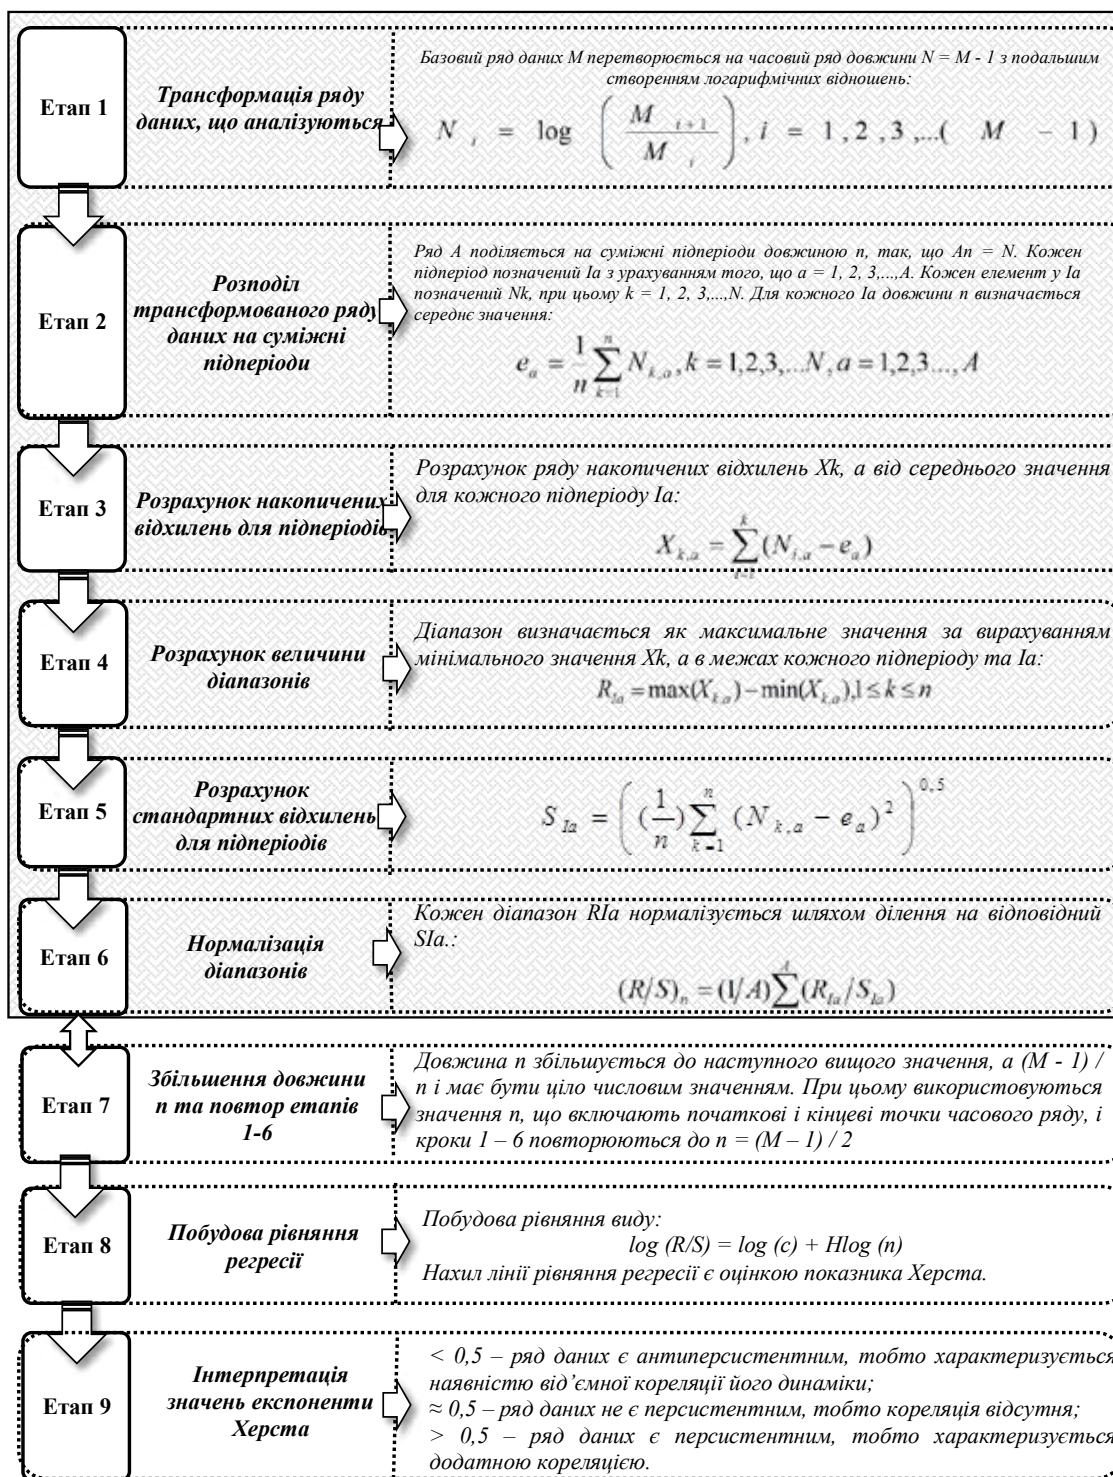 Етап 1
Трансформація ряду
даних, що аналізуються
Базовий ряд даних M перетворюється на часовий ряд довжини N = M - 1 з подальшим
створенням логарифмічних відношень:
N i = log ( M i+1 / M i ), i = 1 , 2 , 3 ,...( M − 1 )
Етап 2
Розподіл
трансформованого ряду
даних на суміжні
підперіоди
Ряд A поділяється на суміжні підперіоди довжиною n, так, що An = N. Кожен
підперіод позначений Ia з урахуванням того, що a = 1, 2, 3,...,A. Кожен елемент у Ia
позначений Nk, при цьому k = 1, 2, 3,...,N. Для кожного Ia довжини n визначається
середнє значення:
e_a = 1/n ∑_{k=1}^{n} N_{k,a}, k = 1,2,3,...N, a = 1,2,3..., A
Етап 3
Розрахунок накопичених
відхилень для підперіодів
Розрахунок ряду накопичених відхилень Xk, a від середнього значення
для кожного підперіоду Ia:
X_{k,a} = ∑_{i=1}^{k} (N_{i,a} − e_a)
Етап 4
Розрахунок величини
діапазонів
Діапазон визначається як максимальне значення за вирахуванням
мінімального значення Xk, a в межах кожного підперіоду та Ia:
R_{Ia} = max(X_{k,a}) − min(X_{k,a}), 1 ≤ k ≤ n
Етап 5
Розрахунок
стандартних відхилень
для підперіодів
S_{Ia} = ( (1/n) ∑_{k=1}^{n} (N_{k,a} − e_a)^2 )^{0,5}
Етап 6
Нормалізація
діапазонів
Кожен діапазон RIa нормалізується шляхом ділення на відповідний
SIa.:
(R/S)_n = (1/A) ∑^{A} (R_{Ia}/S_{Ia})
Етап 7
Збільшення довжини
n та повтор етапів
1-6
Довжина n збільшується до наступного вищого значення, а (M - 1) /
n і має бути ціло числовим значенням. При цьому використовуються
значення n, що включають початкові і кінцеві точки часового ряду, і
кроки 1 – 6 повторюються до n = (M – 1) / 2
Етап 8
Побудова рівняння
регресії
Побудова рівняння виду:
log (R/S) = log (c) + Hlog (n)
Нахил лінії рівняння регресії є оцінкою показника Херста.
Етап 9
Інтерпретація
значень експоненти
Херста
< 0,5 – ряд даних є антиперсистентним, тобто характеризується
наявністю від’ємної кореляції його динаміки;
≈ 0,5 – ряд даних не є персистентним, тобто кореляція відсутня;
> 0,5 – ряд даних є персистентним, тобто характеризується
додатною кореляцією.